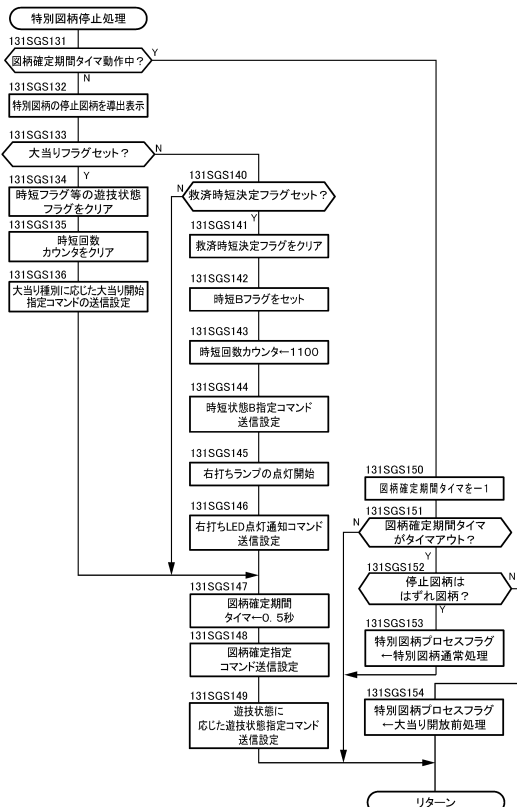 特別図柄停止処理
131SGS131
図柄確定期間タイマ動作中？
Y
N
131SGS132
特別図柄の停止図柄を導出表示
131SGS133
大当りフラグセット？
N
Y
131SGS134
時短フラグ等の遊技状態
フラグをクリア
131SGS135
時短回数
カウンタをクリア
131SGS136
大当り種別に応じた大当り開始
指定コマンドの送信設定
131SGS140
救済時短決定フラグセット？
N
Y
131SGS141
救済時短決定フラグをクリア
131SGS142
時短Bフラグをセット
131SGS143
時短回数カウンタ←1100
131SGS144
時短状態B指定コマンド
送信設定
131SGS145
右打ちランプの点灯開始
131SGS146
右打ちLED点灯通知コマンド
送信設定
131SGS147
図柄確定期間
タイマ←0．5秒
131SGS148
図柄確定指定
コマンド送信設定
131SGS149
遊技状態に
応じた遊技状態指定コマンド
送信設定
131SGS150
図柄確定期間タイマを－1
131SGS151
図柄確定期間タイマ
がタイマアウト？
N
Y
131SGS152
停止図柄は
はずれ図柄？
N
Y
131SGS153
特別図柄プロセスフラグ
←特別図柄通常処理
131SGS154
特別図柄プロセスフラグ
←大当り開放前処理
リターン